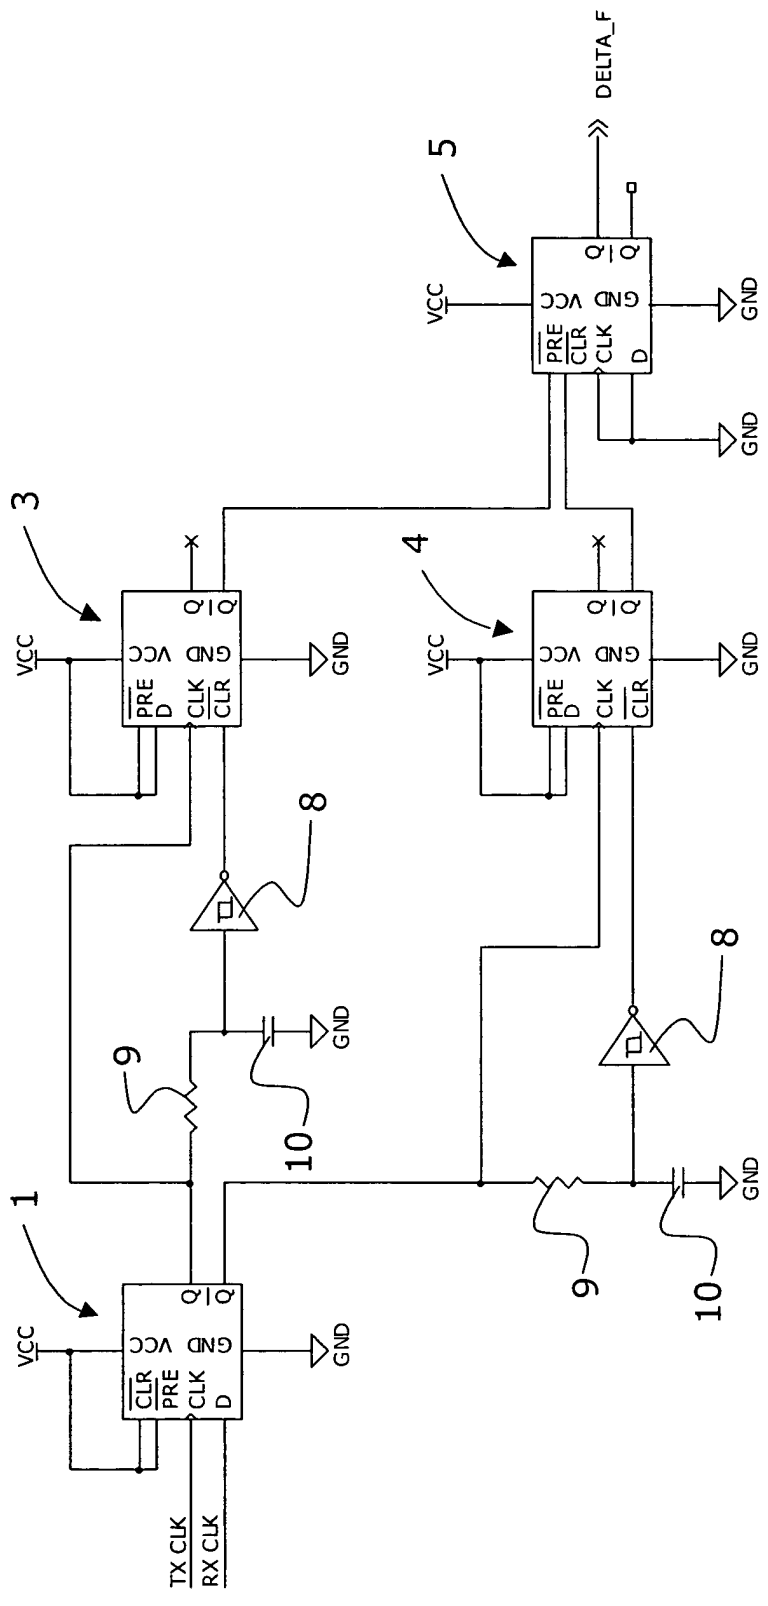 TX CLK
RX CLK
1
VCC
CLR
PRE
CLK
D
VCC
GND
Q
Q
GND
9
10
GND
8
3
VCC
PRE
D
CLK
CLR
VCC
GND
Q
Q
GND
9
10
GND
8
4
VCC
PRE
D
CLK
CLR
VCC
GND
Q
Q
GND
5
VCC
PRE
CLR
CLK
D
VCC
GND
Q
Q
GND
GND
DELTA_F